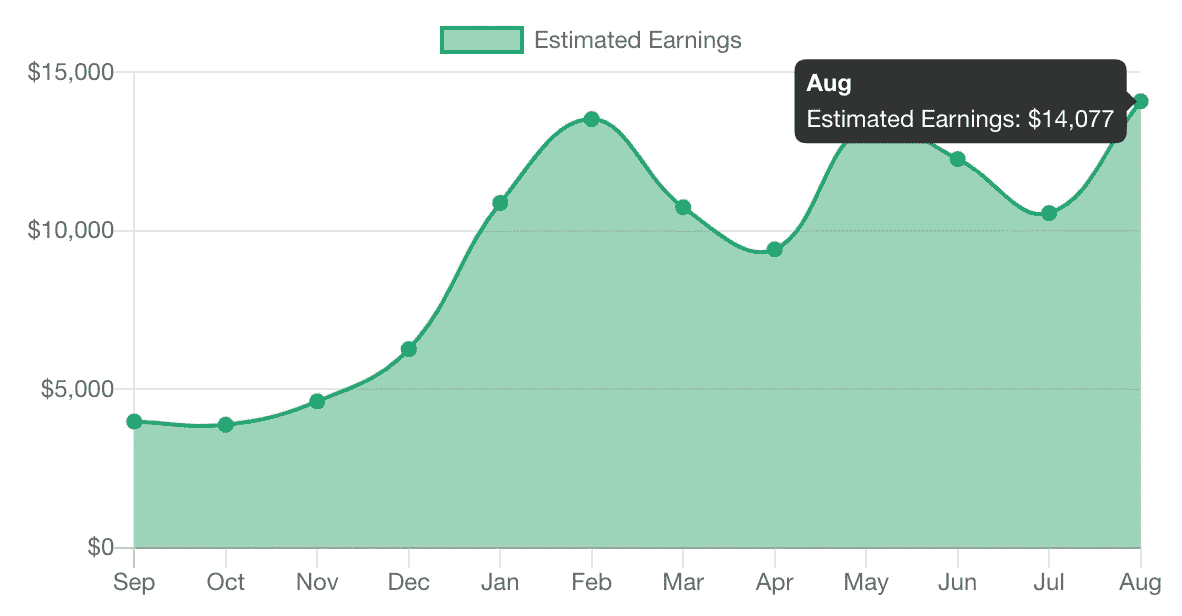 Estimated Earnings
$15,000
Aug
Estimated Earnings: $14,077
$10,000
$5,000
$0
Sep Oct Nov Dec Jan Feb Mar Apr May Jun Jul Aug